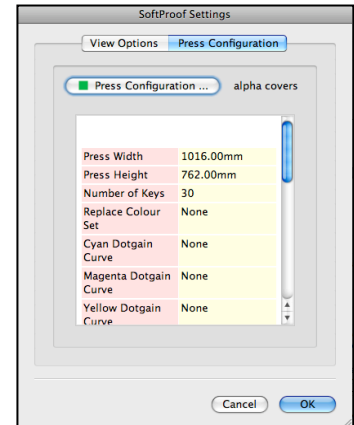 SoftProof Settings
View Options Press Configuration
Press Configuration ... alpha covers
Press Width 1016.00mm
Press Height 762.00mm
Number of Keys 30
Replace Colour None
Set
Cyan Dotgain None
Curve
Magenta Dotgain None
Curve
Yellow Dotgain None
Curve
Cancel OK